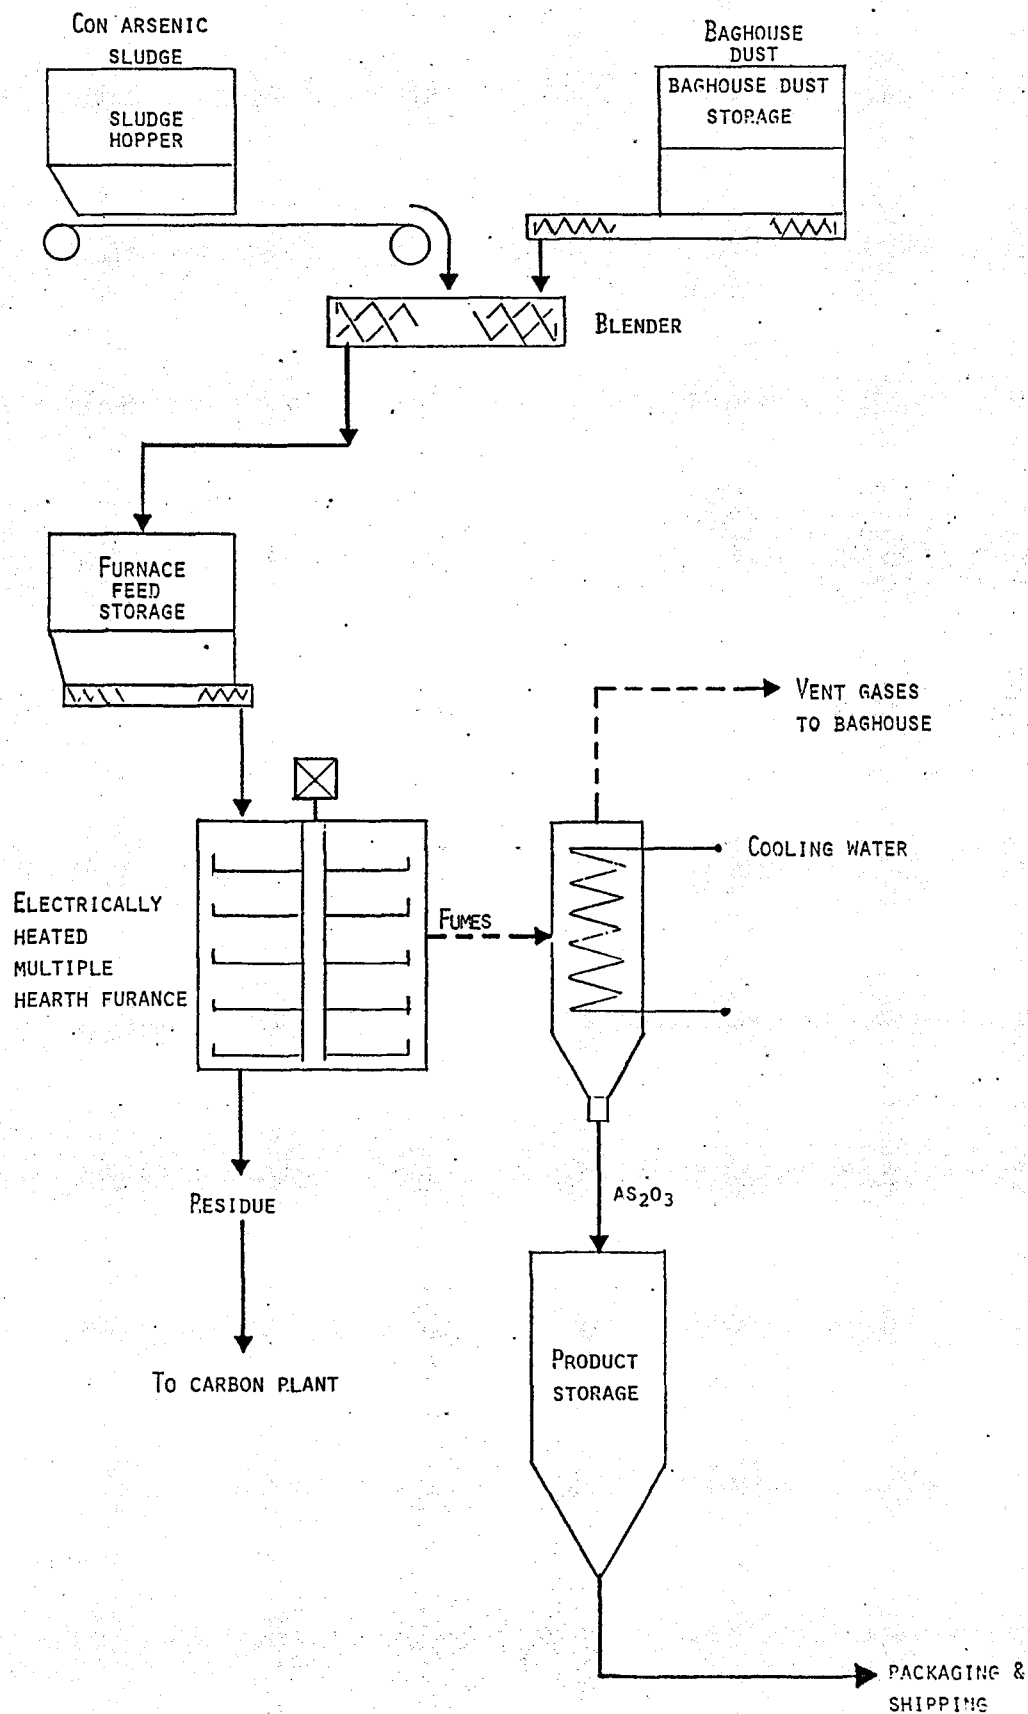 CON ARSENIC
SLUDGE
SLUDGE
HOPPER
BAGHOUSE
DUST
BAGHOUSE DUST
STORAGE
BLENDER
FURNACE
FEED
STORAGE
VENT GASES
TO BAGHOUSE
COOLING WATER
ELECTRICALLY
HEATED
MULTIPLE
HEARTH FURANCE
FUMES
RESIDUE
AS₂O₃
TO CARBON PLANT
PRODUCT
STORAGE
PACKAGING &
SHIPPING